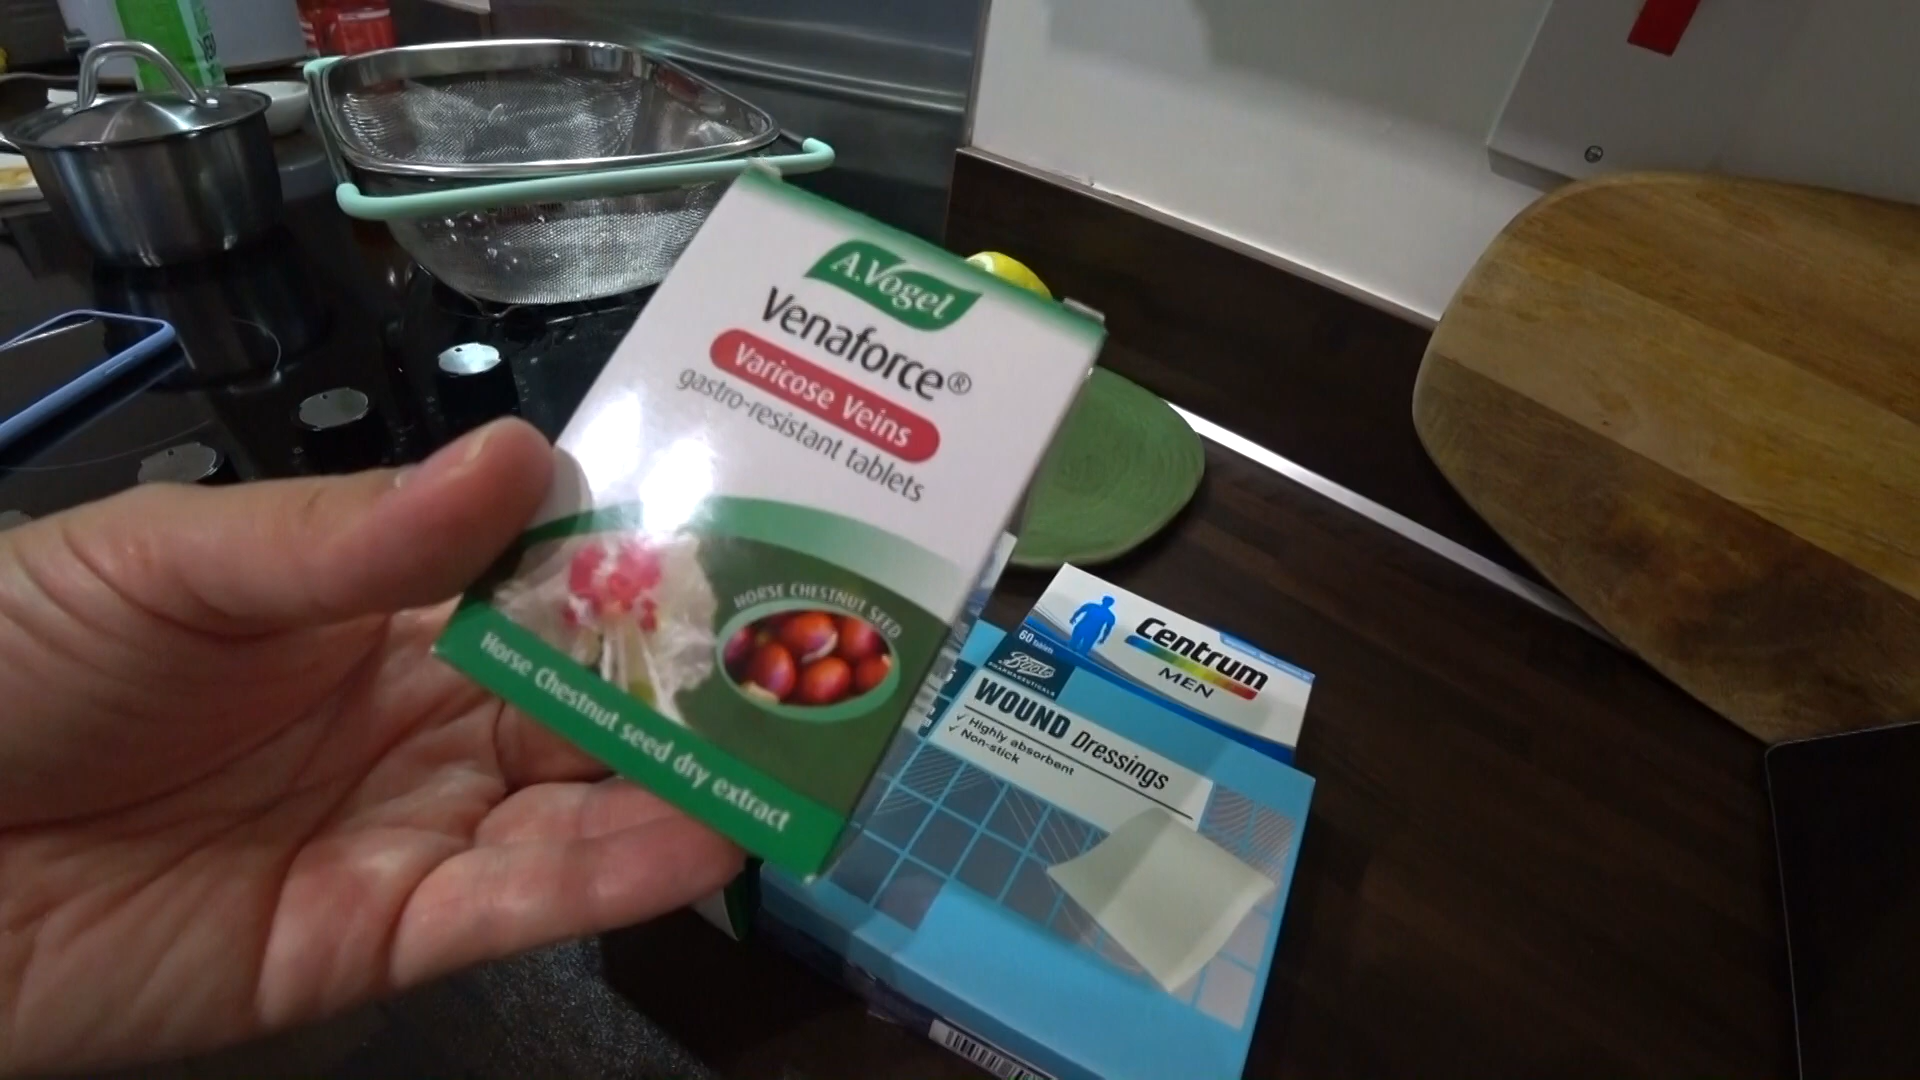 A.Vogel
Venaforce®
Varicose Veins
gastro-resistant tablets
HORSE CHESTNUT SEED
Horse Chestnut seed dry extract
Centrum
MEN
60 tablets
Boots
PHARMACEUTICALS
WOUND Dressings
✓ Highly absorbent
✓ Non-stick